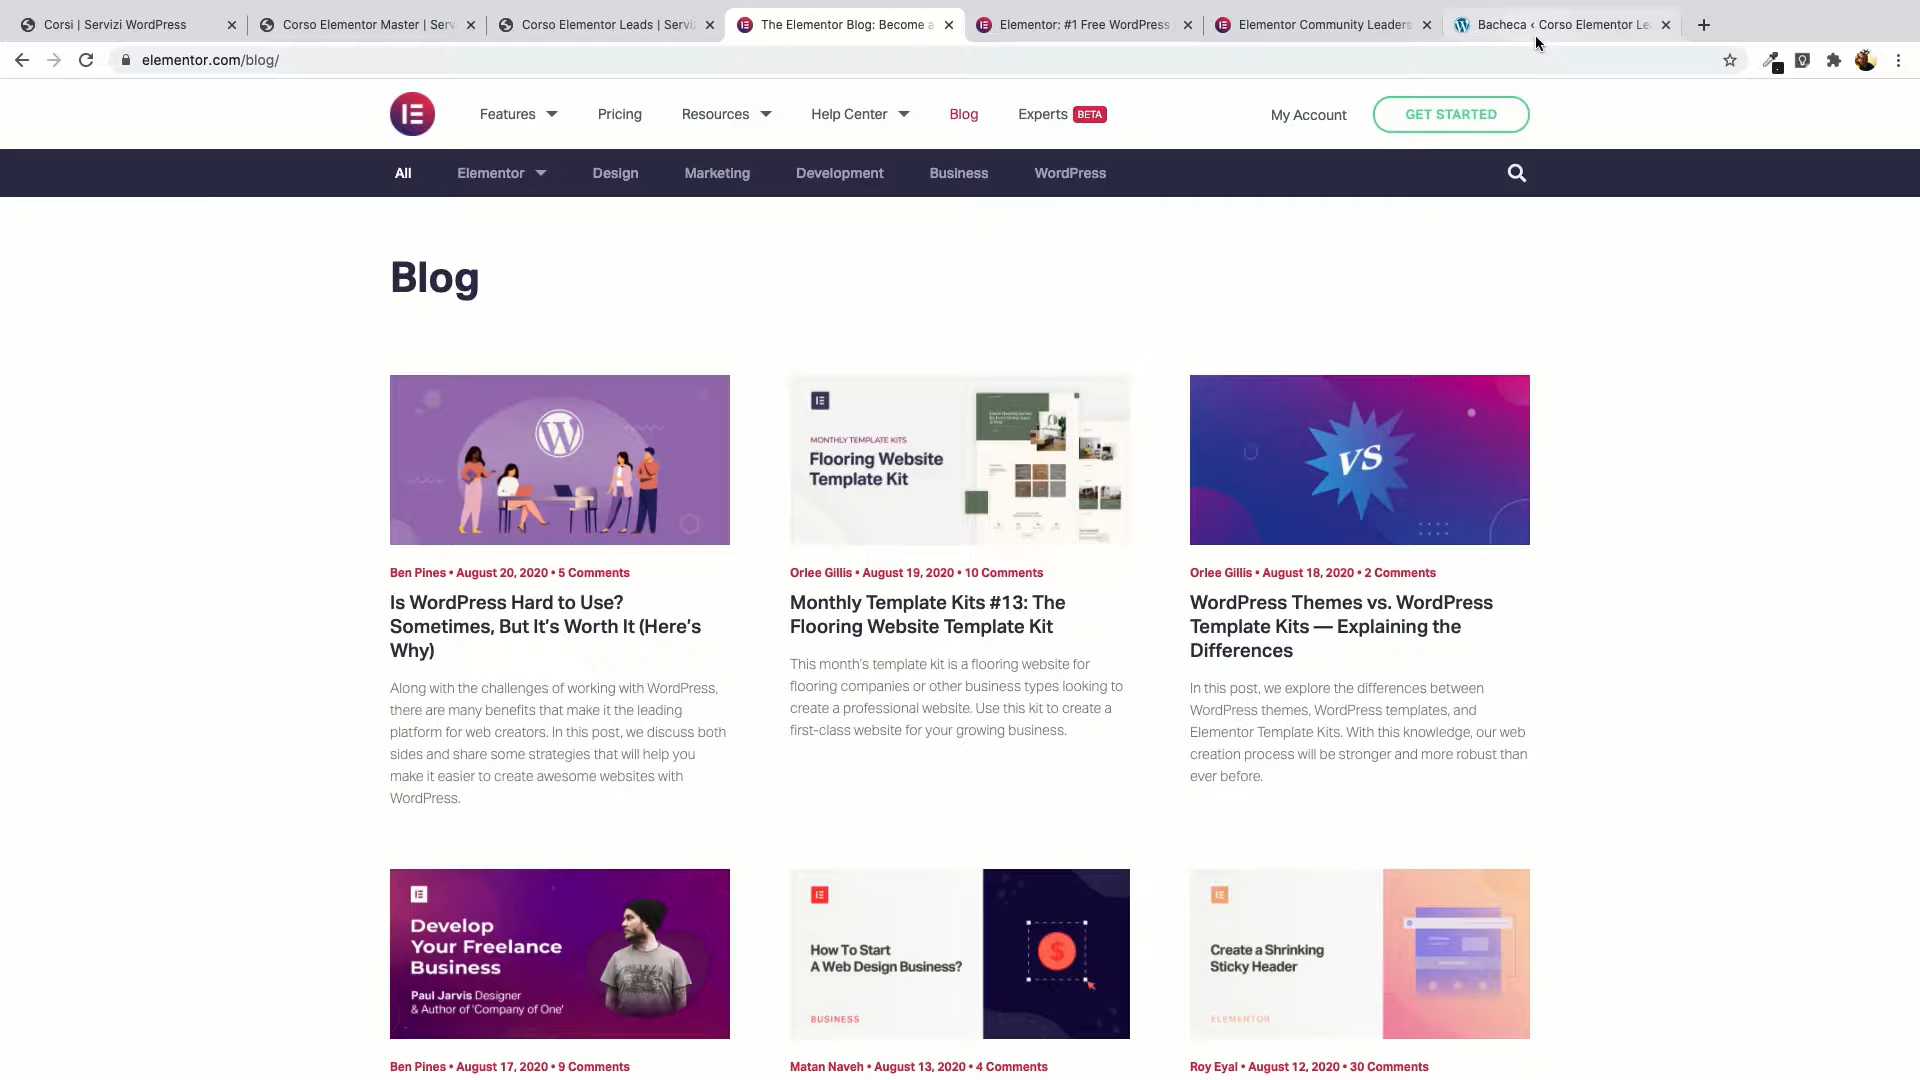 Corsi | Servizi WordPress
Corso Elementor Master | Serv
Corso Elementor Leads | Serviz
The Elementor Blog: Become a
Elementor: #1 Free WordPress
Elementor Community Leaders
Bacheca ‹ Corso Elementor Le
elementor.com/blog/
Features
Pricing
Resources
Help Center
Blog
Experts BETA
My Account
GET STARTED
All
Elementor
Design
Marketing
Development
Business
WordPress
Blog
Ben Pines • August 20, 2020 • 5 Comments
Is WordPress Hard to Use?
Sometimes, But It’s Worth It (Here’s
Why)
Along with the challenges of working with WordPress,
there are many benefits that make it the leading
platform for web creators. In this post, we discuss both
sides and share some strategies that will help you
make it easier to create awesome websites with
WordPress.
MONTHLY TEMPLATE KITS
Flooring Website
Template Kit
Orlee Gillis • August 19, 2020 • 10 Comments
Monthly Template Kits #13: The
Flooring Website Template Kit
This month’s template kit is a flooring website for
flooring companies or other business types looking to
create a professional website. Use this kit to create a
first-class website for your growing business.
VS
Orlee Gillis • August 18, 2020 • 2 Comments
WordPress Themes vs. WordPress
Template Kits — Explaining the
Differences
In this post, we explore the differences between
WordPress themes, WordPress templates, and
Elementor Template Kits. With this knowledge, our web
creation process will be stronger and more robust than
ever before.
Develop
Your Freelance
Business
Paul Jarvis Designer
& Author of 'Company of One'
Ben Pines • August 17, 2020 • 9 Comments
How To Start
A Web Design Business?
BUSINESS
Matan Naveh • August 13, 2020 • 4 Comments
Create a Shrinking
Sticky Header
ELEMENTOR
Roy Eyal • August 12, 2020 • 30 Comments